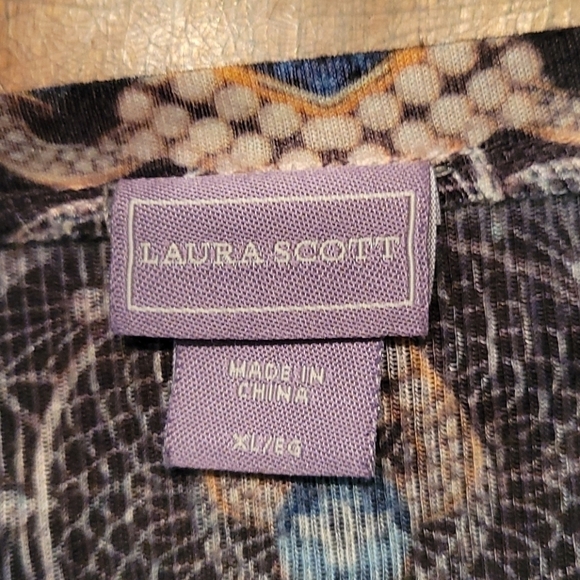 LAURA SCOTT
MADE IN
CHINA
XL/EG